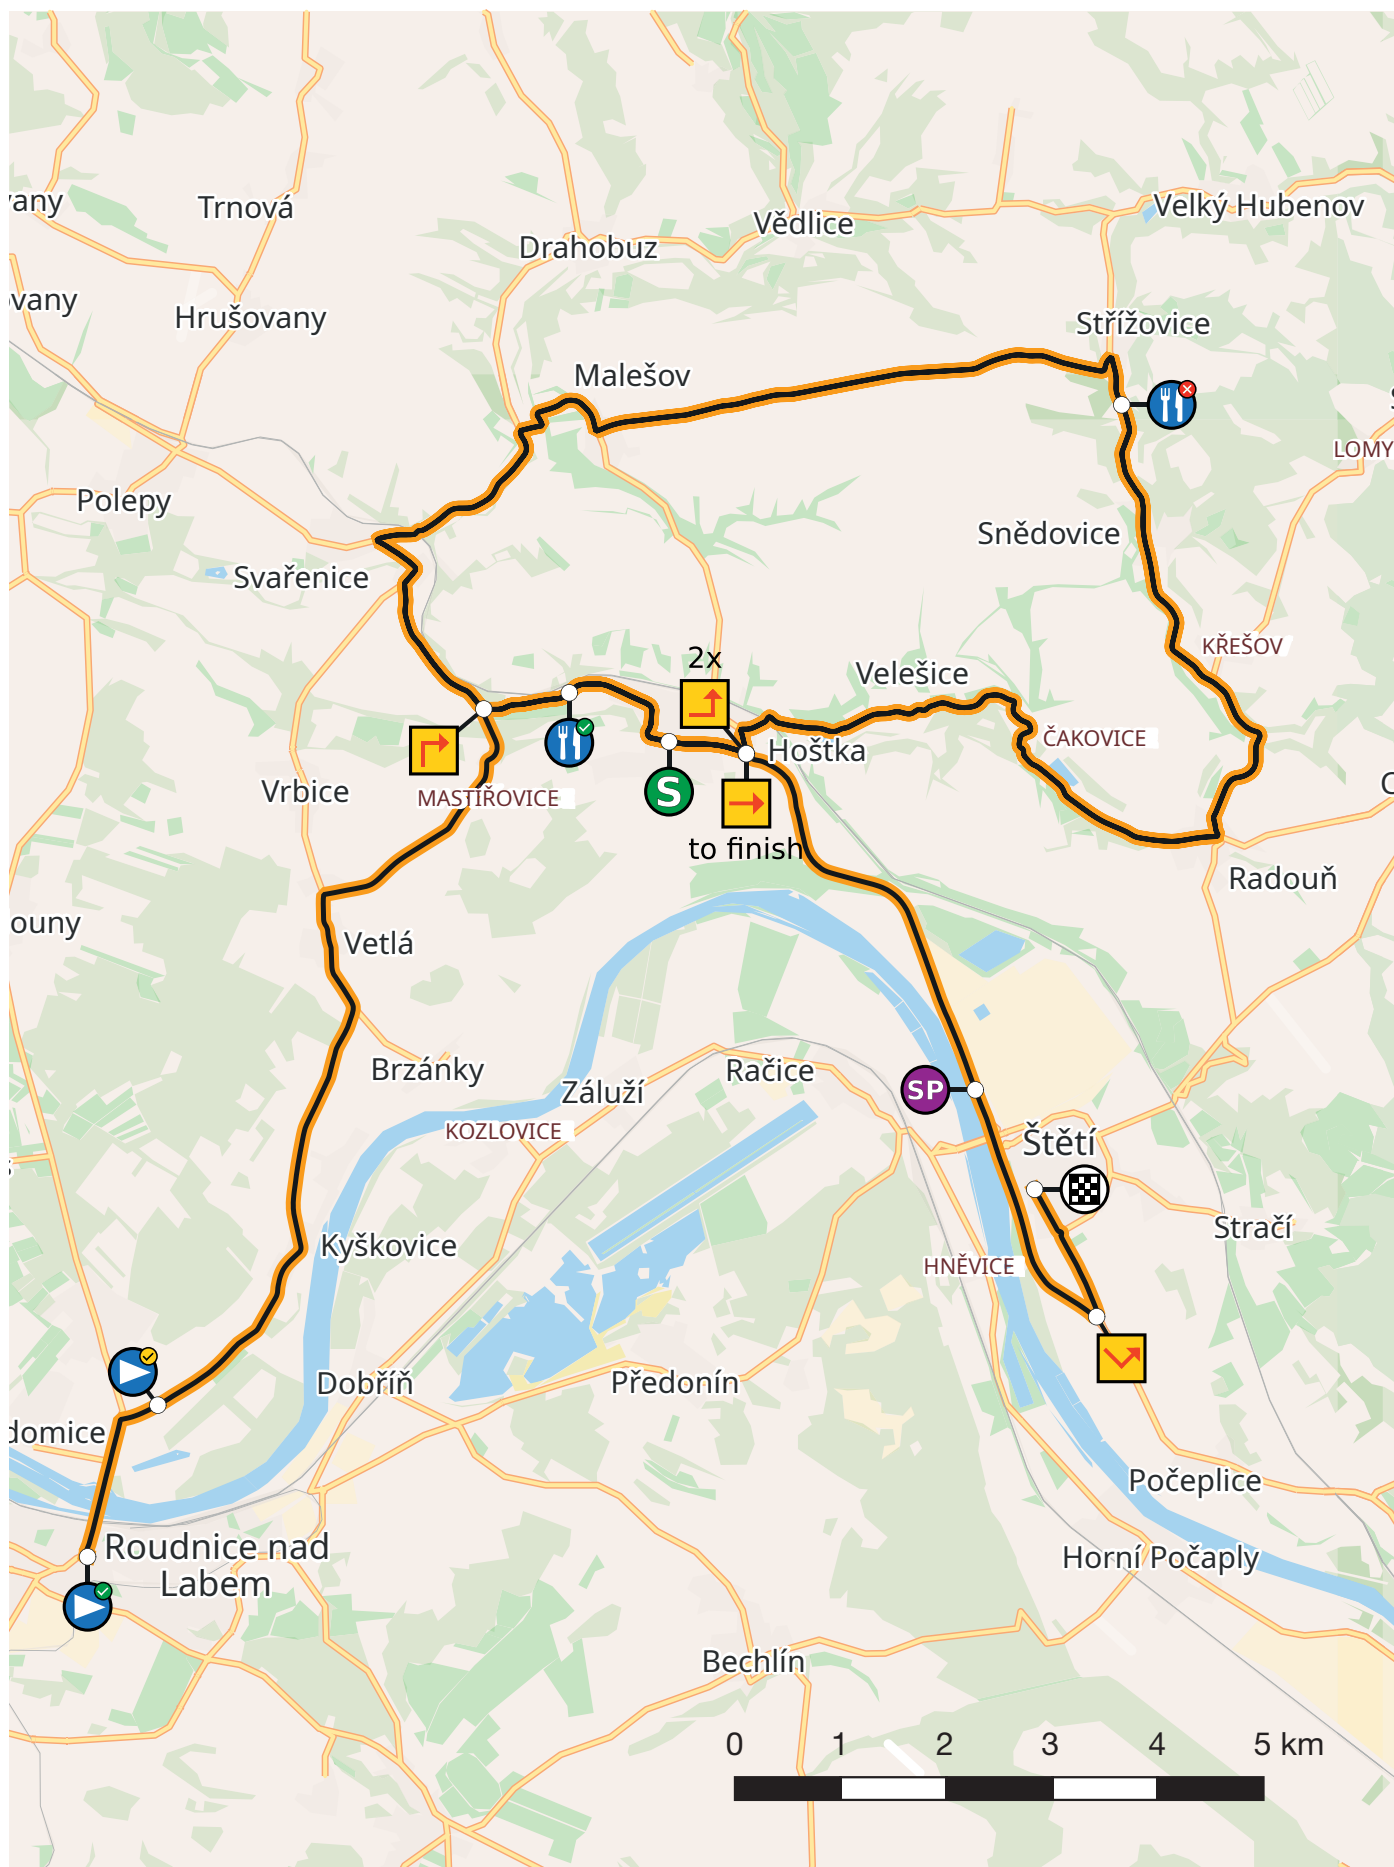 vany
Trnová
Velký Hubenov
Vědlice
Drahobuz
ovany
Hrušovany
Střížovice
Malešov
LOMY
Polepy
Snědovice
Svařenice
KŘEŠOV
2x
Velešice
ČAKOVICE
Hoštka
Vrbice
MASTÍŘOVICE
S
to finish
Radouň
ouny
Vetlá
Brzánky
Záluží
Račice
SP
KOZLOVICE
Štětí
Stračí
Kyškovice
HNĚVICE
Dobříň
Předonín
domice
Počeplice
Roudnice nad
Labem
Horní Počaply
Bechlín
0 1 2 3 4 5 km